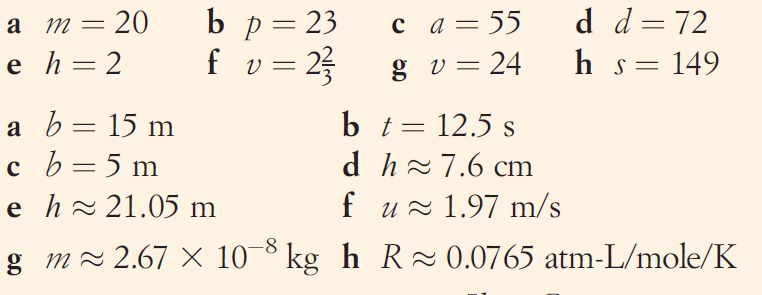 a m = 20 b p = 23 c a = 55 d d = 72
e h = 2 f v = 2⅔ g v = 24 h s = 149
a b = 15 m b t = 12.5 s
c b = 5 m d h ≈ 7.6 cm
e h ≈ 21.05 m f u ≈ 1.97 m/s
g m ≈ 2.67 × 10⁻⁸ kg h R ≈ 0.0765 atm-L/mole/K